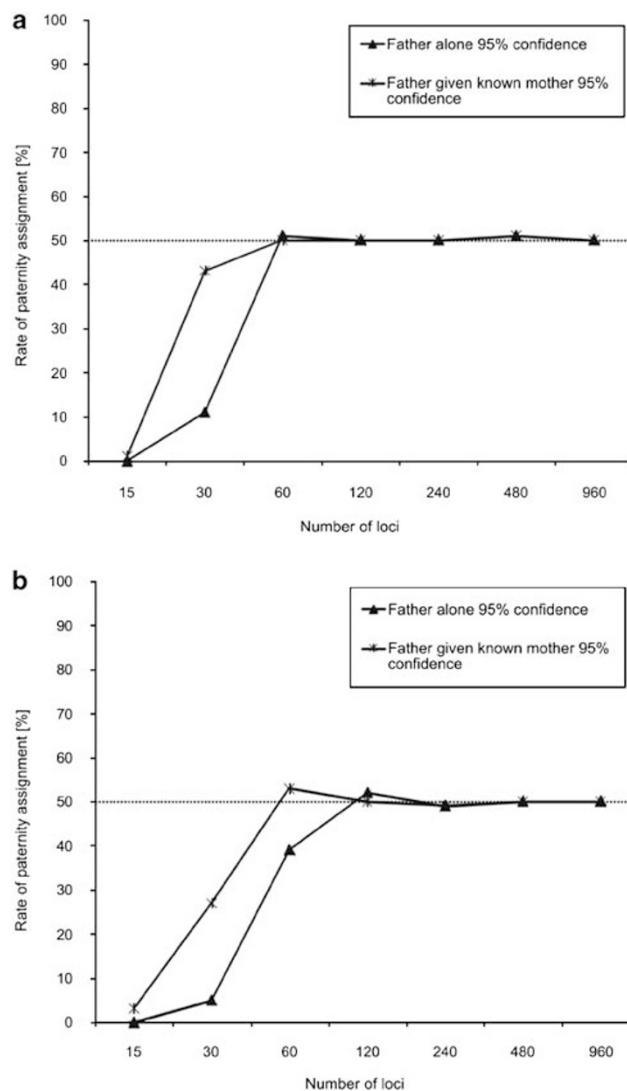 a
100
90
80
70
60
50
40
30
20
10
0
Rate of paternity assignment [%]
Father alone 95% confidence
Father given known mother 95%
confidence
15 30 60 120 240 480 960
Number of loci
b
100
90
80
70
60
50
40
30
20
10
0
Rate of paternity assignment [%]
Father alone 95% confidence
Father given known mother 95%
confidence
15 30 60 120 240 480 960
Number of loci